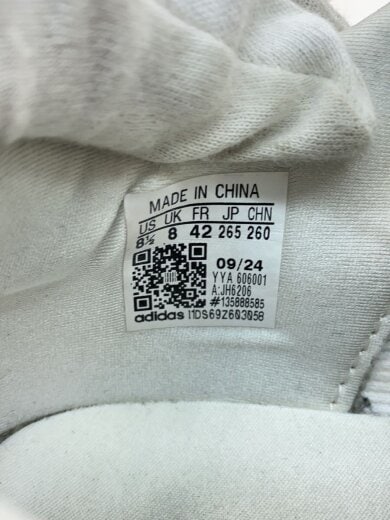 MADE IN CHINA
US UK FR JP CHN
8½ 8 42 265 260
09/24
YYA 606001
A:JH6206
#135888585
adidas I1DS69Z603058